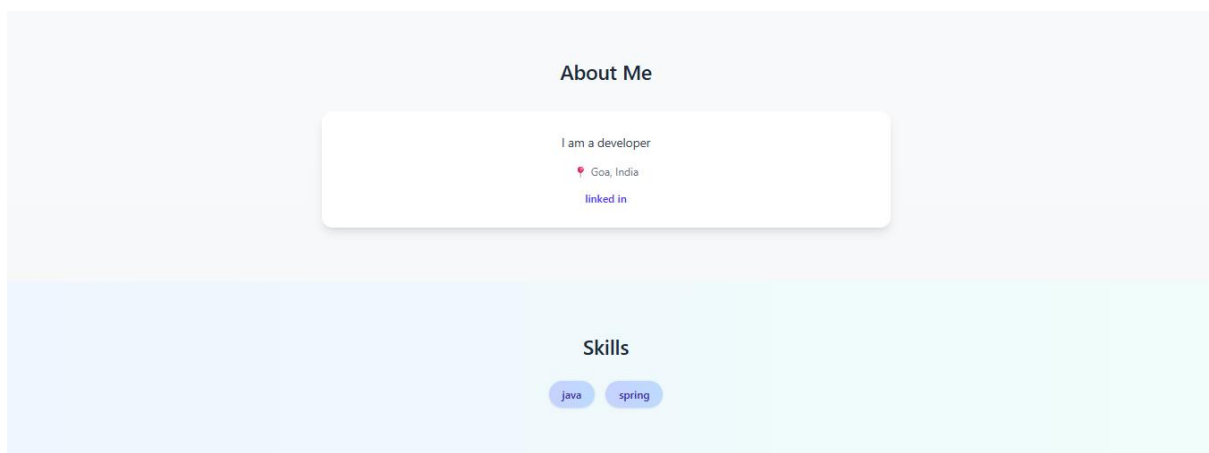 About Me
I am a developer
📍 Goa, India
linked in
Skills
java
spring